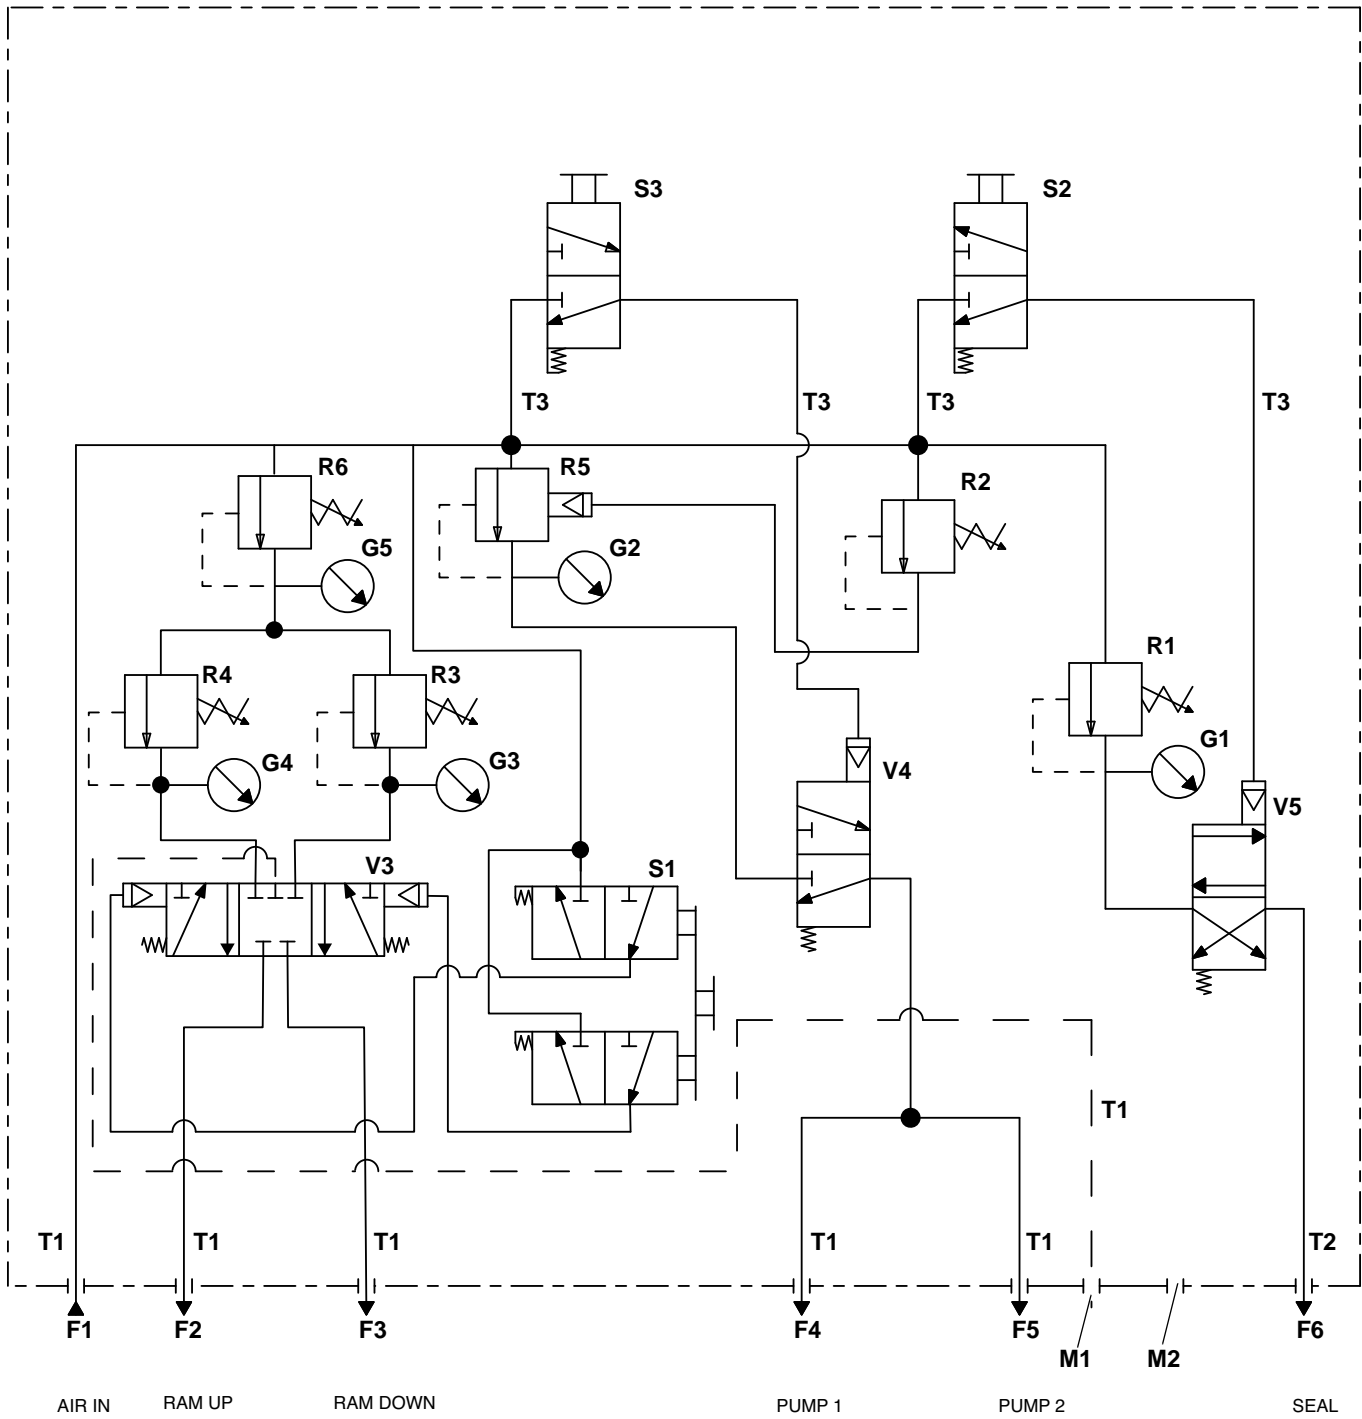 S3
S2
T3
T3
T3
T3
R6
R5
R2
G5
G2
R4
R3
R1
G4
G3
G1
V4
V5
V3
S1
T1
T1
T1
T1
T1
T1
T2
F1
F2
F3
F4
F5
F6
M1
M2
AIR IN
RAM UP
RAM DOWN
PUMP 1
PUMP 2
SEAL